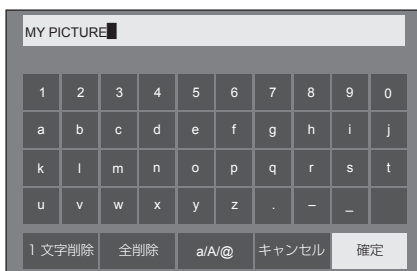 MY PICTURE
1 2 3 4 5 6 7 8 9 0
a b c d e f g h i j
k l m n o p q r s t
u v w x y z . – _
1文字削除 全削除 a/A/@ キャンセル 確定